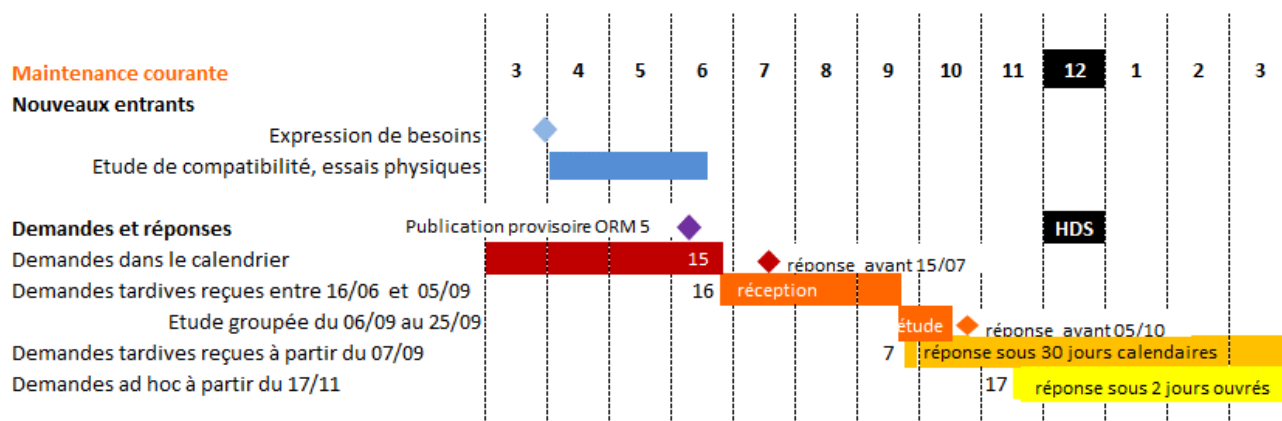 Maintenance courante 3 4 5 6 7 8 9 10 11 12 1 2 3
Nouveaux entrants
Expression de besoins
Etude de compatibilité, essais physiques
Demandes et réponses Publication provisoire ORM 5 HDS
Demandes dans le calendrier 15 réponse avant 15/07
Demandes tardives reçues entre 16/06 et 05/09 16 réception
Etude groupée du 06/09 au 25/09 étude réponse avant 05/10
Demandes tardives reçues à partir du 07/09 7 réponse sous 30 jours calendaires
Demandes ad hoc à partir du 17/11 17 réponse sous 2 jours ouvrés